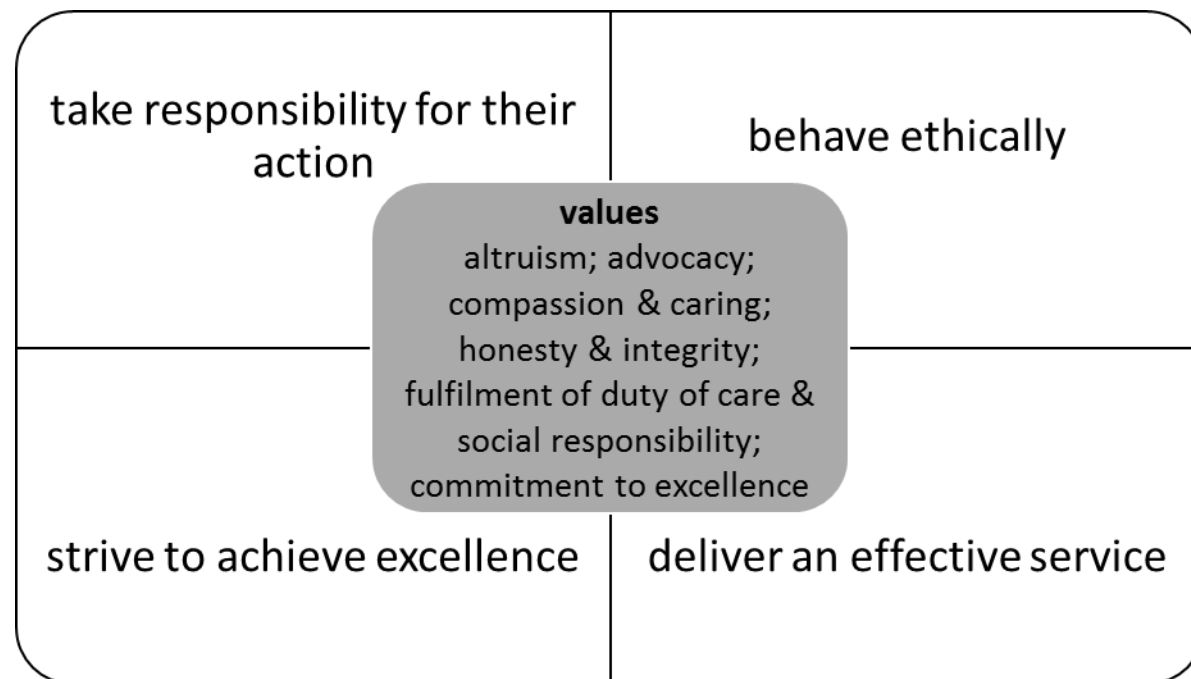 take responsibility for their
action
behave ethically
values
altruism; advocacy;
compassion & caring;
honesty & integrity;
fulfilment of duty of care &
social responsibility;
commitment to excellence
strive to achieve excellence
deliver an effective service